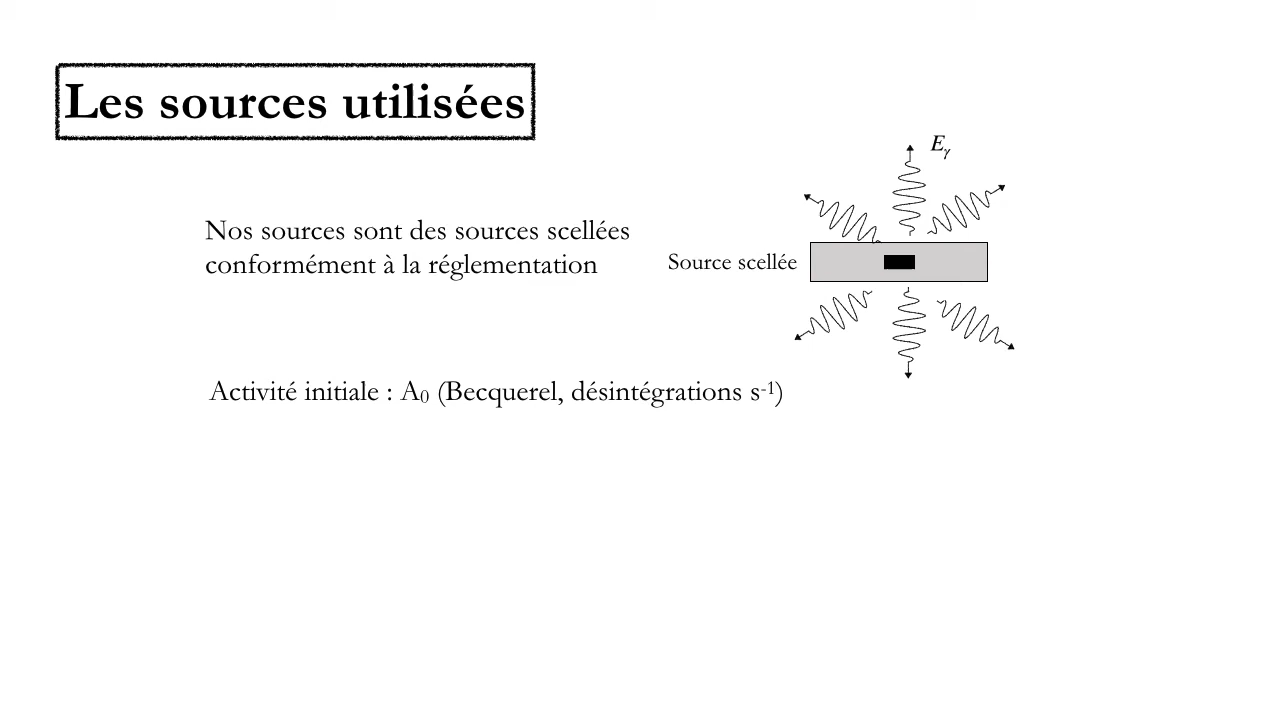 Les sources utilisées
E𝛾
Nos sources sont des sources scellées
conformément à la réglementation
Source scellée
Activité initiale : A₀ (Becquerel, désintégrations s⁻¹)